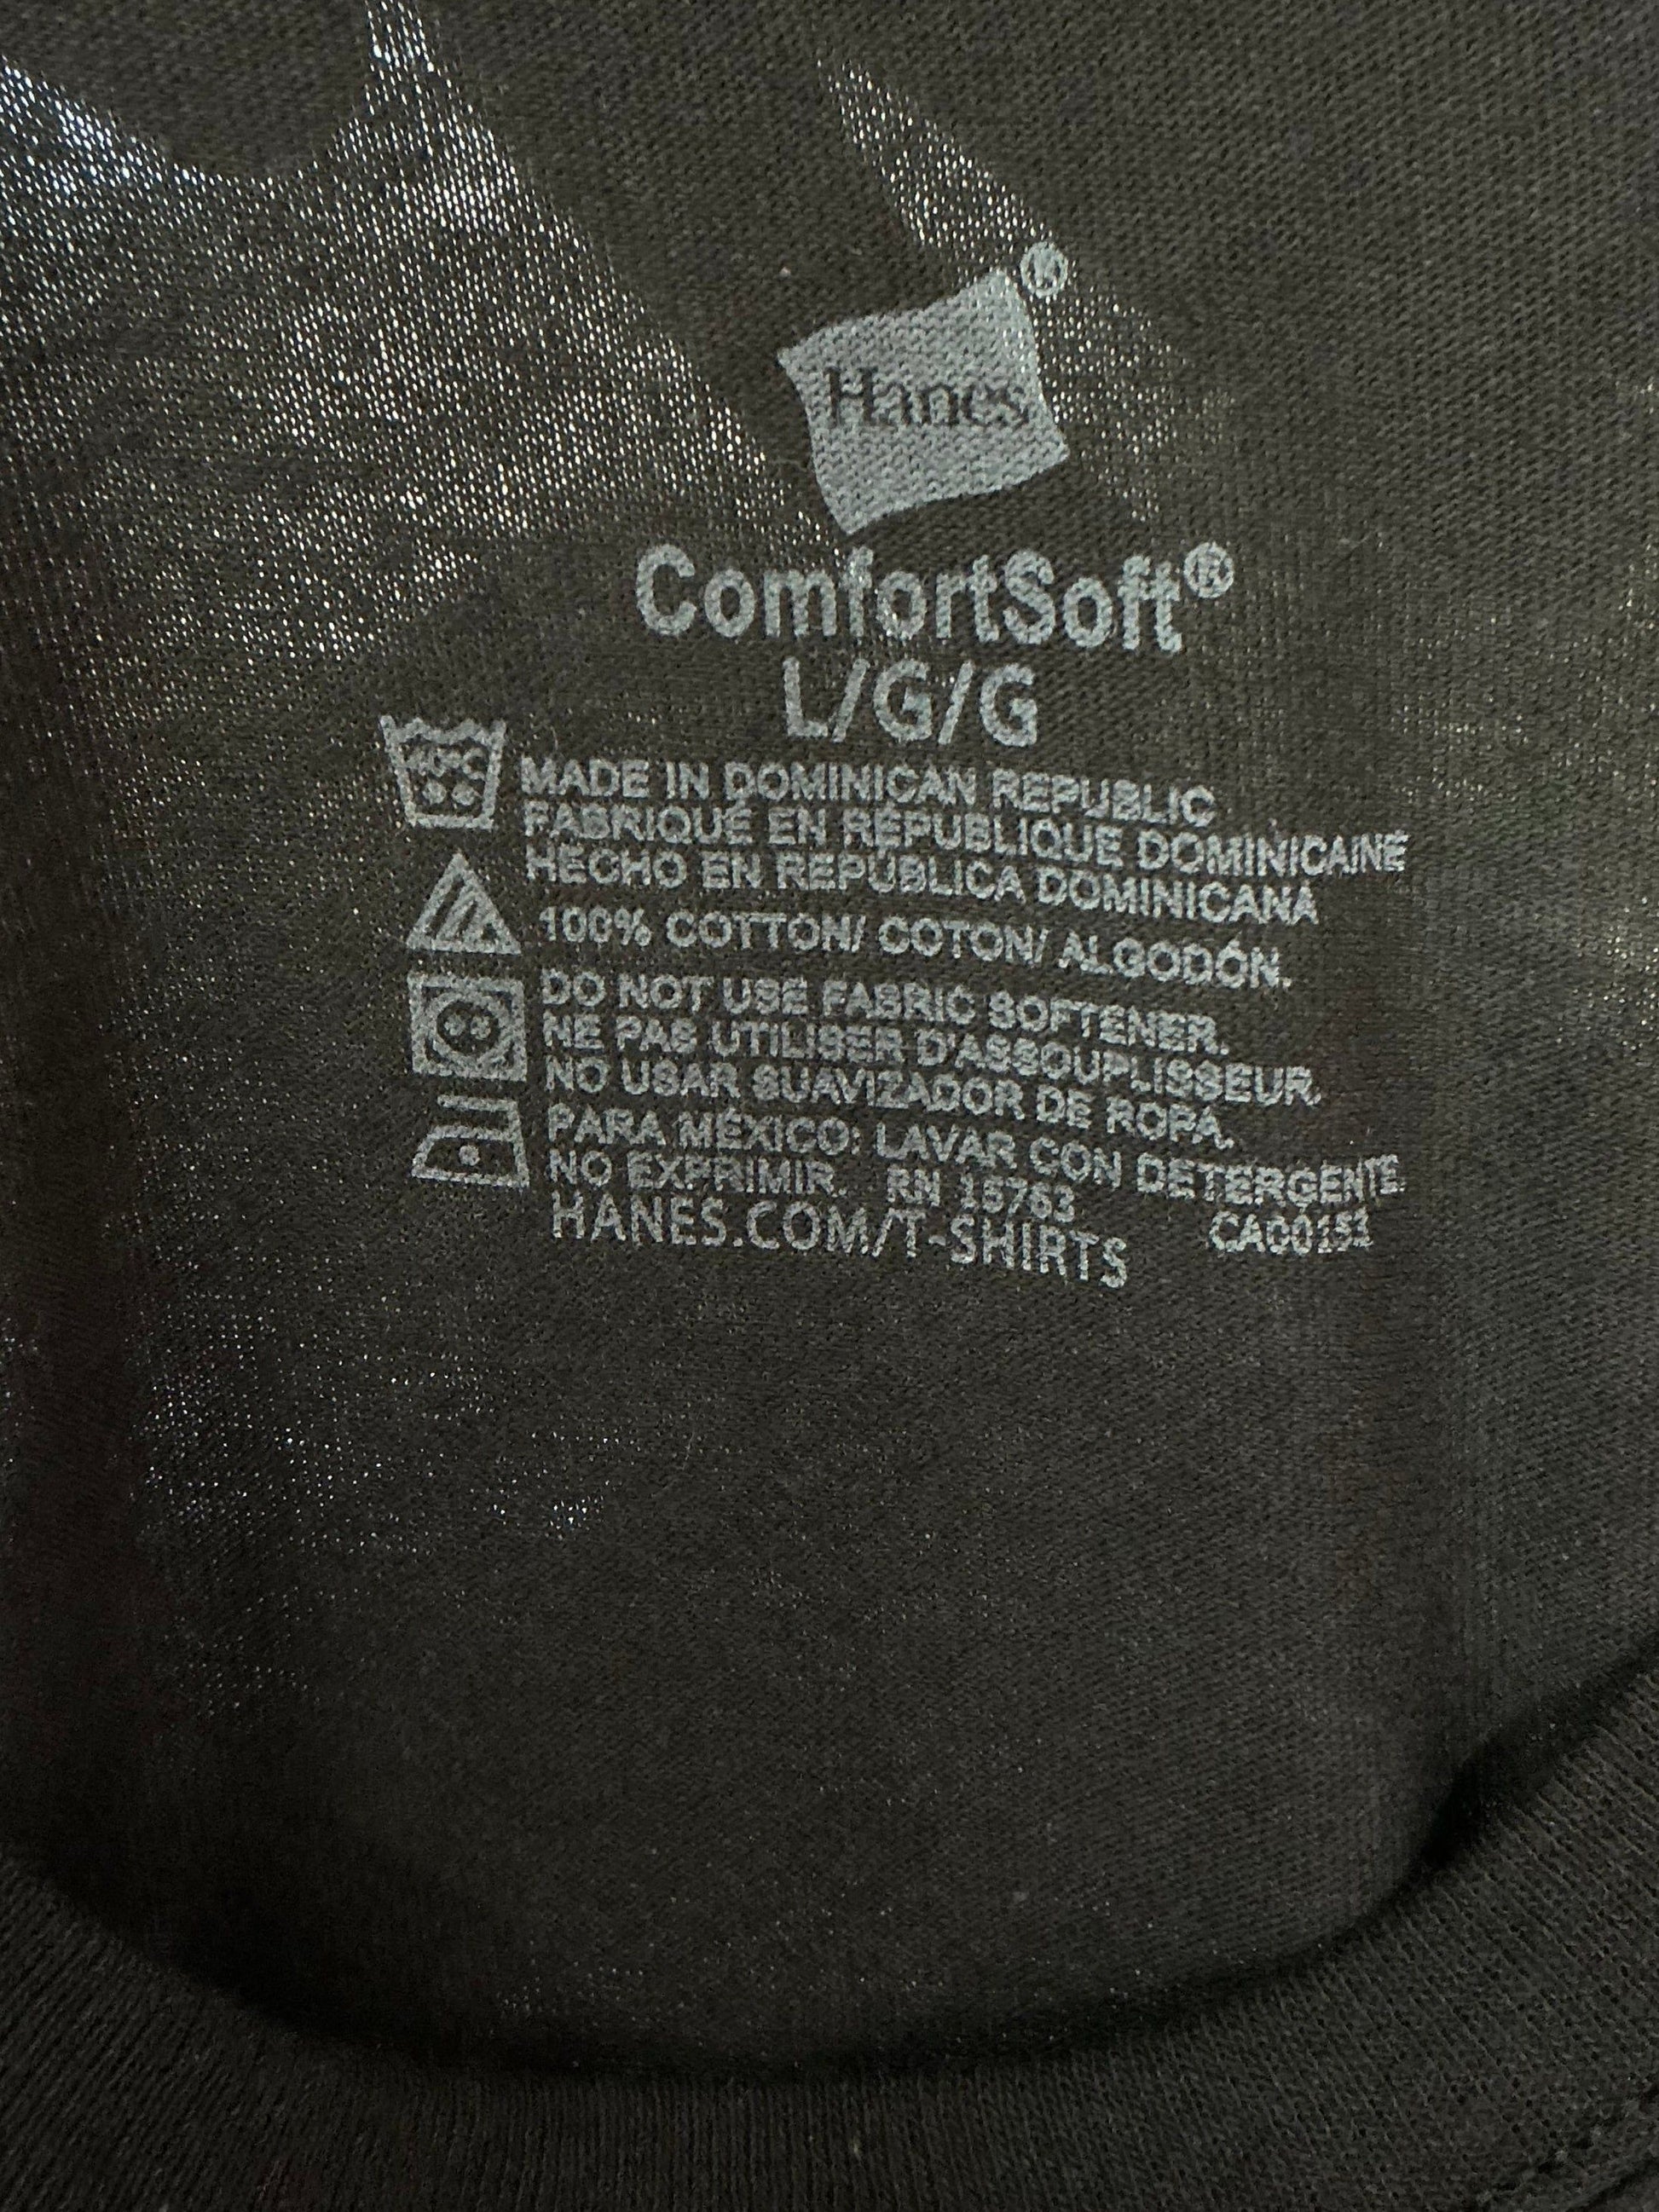 Hanes®
ComfortSoft®
L/G/G
40°C
MADE IN DOMINICAN REPUBLIC
FABRIQUÉ EN RÉPUBLIQUE DOMINICAINE
HECHO EN REPÚBLICA DOMINICANA
100% COTTON/ COTON/ ALGODÓN.
DO NOT USE FABRIC SOFTENER.
NE PAS UTILISER D'ASSOUPLISSEUR.
NO USAR SUAVIZADOR DE ROPA.
PARA MÉXICO: LAVAR CON DETERGENTE.
NO EXPRIMIR. RN 15763
HANES.COM/T-SHIRTS CA00153